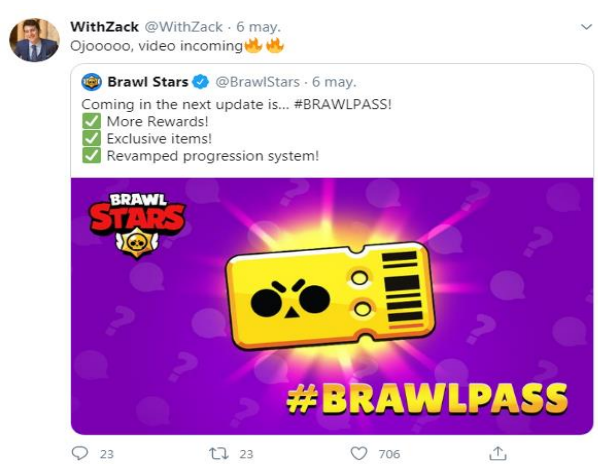 WithZack @WithZack · 6 may.
Ojooooo, video incoming🔥🔥
Brawl Stars @BrawlStars · 6 may.
Coming in the next update is... #BRAWLPASS!
✅ More Rewards!
✅ Exclusive items!
✅ Revamped progression system!
BRAWL
STARS
#BRAWLPASS
23 23 706